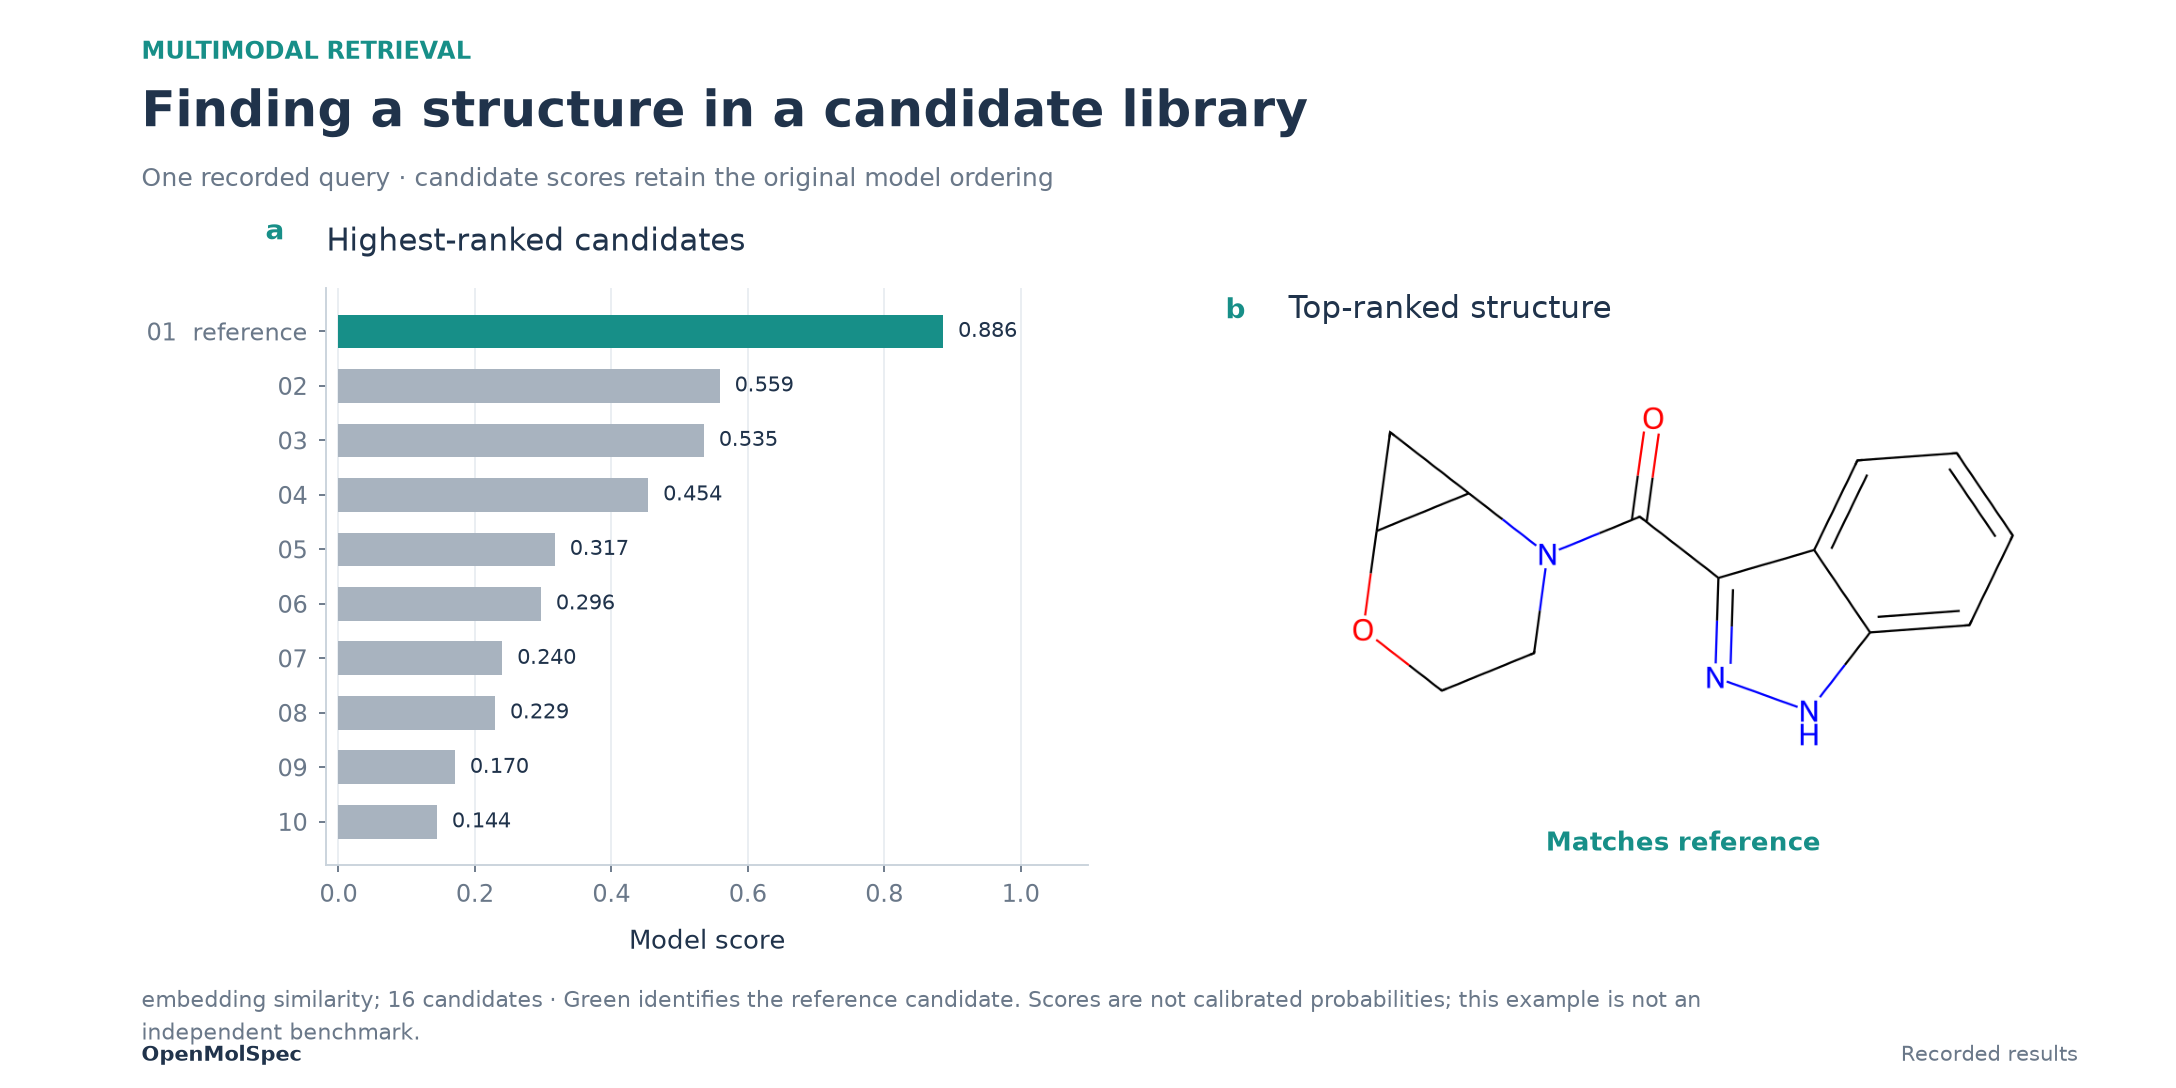 MULTIMODAL RETRIEVAL
Finding a structure in a candidate library
One recorded query · candidate scores retain the original model ordering
a Highest-ranked candidates
01 reference 0.886
02 0.559
03 0.535
04 0.454
05 0.317
06 0.296
07 0.240
08 0.229
09 0.170
10 0.144
0.0 0.2 0.4 0.6 0.8 1.0
Model score
b Top-ranked structure
O
N
O
N
N
H
Matches reference
embedding similarity; 16 candidates · Green identifies the reference candidate. Scores are not calibrated probabilities; this example is not an
independent benchmark.
OpenMolSpec
Recorded results